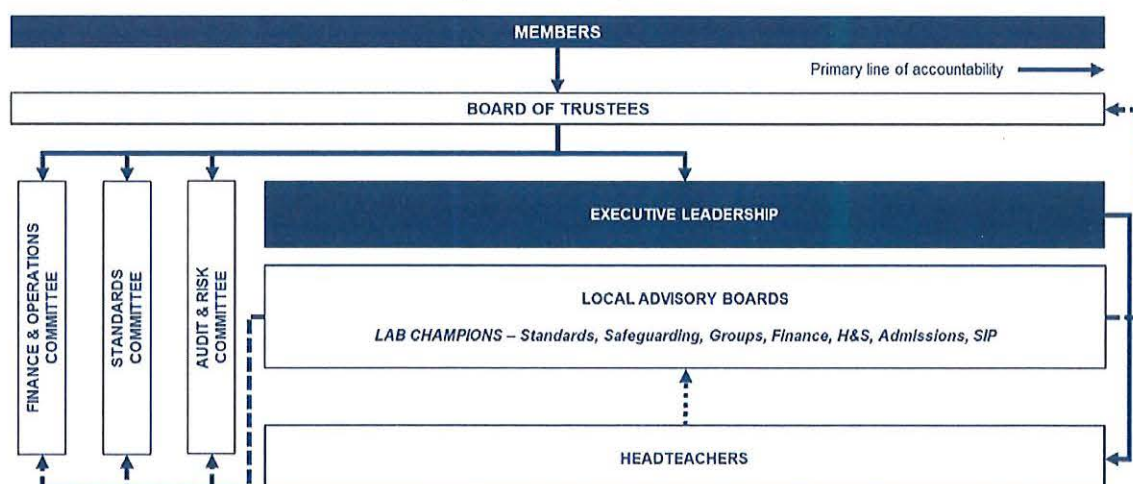 MEMBERS
Primary line of accountability
BOARD OF TRUSTEES
FINANCE & OPERATIONS
COMMITTEE
STANDARDS
COMMITTEE
AUDIT & RISK
COMMITTEE
EXECUTIVE LEADERSHIP
LOCAL ADVISORY BOARDS
LAB CHAMPIONS – Standards, Safeguarding, Groups, Finance, H&S, Admissions, SIP
HEADTEACHERS